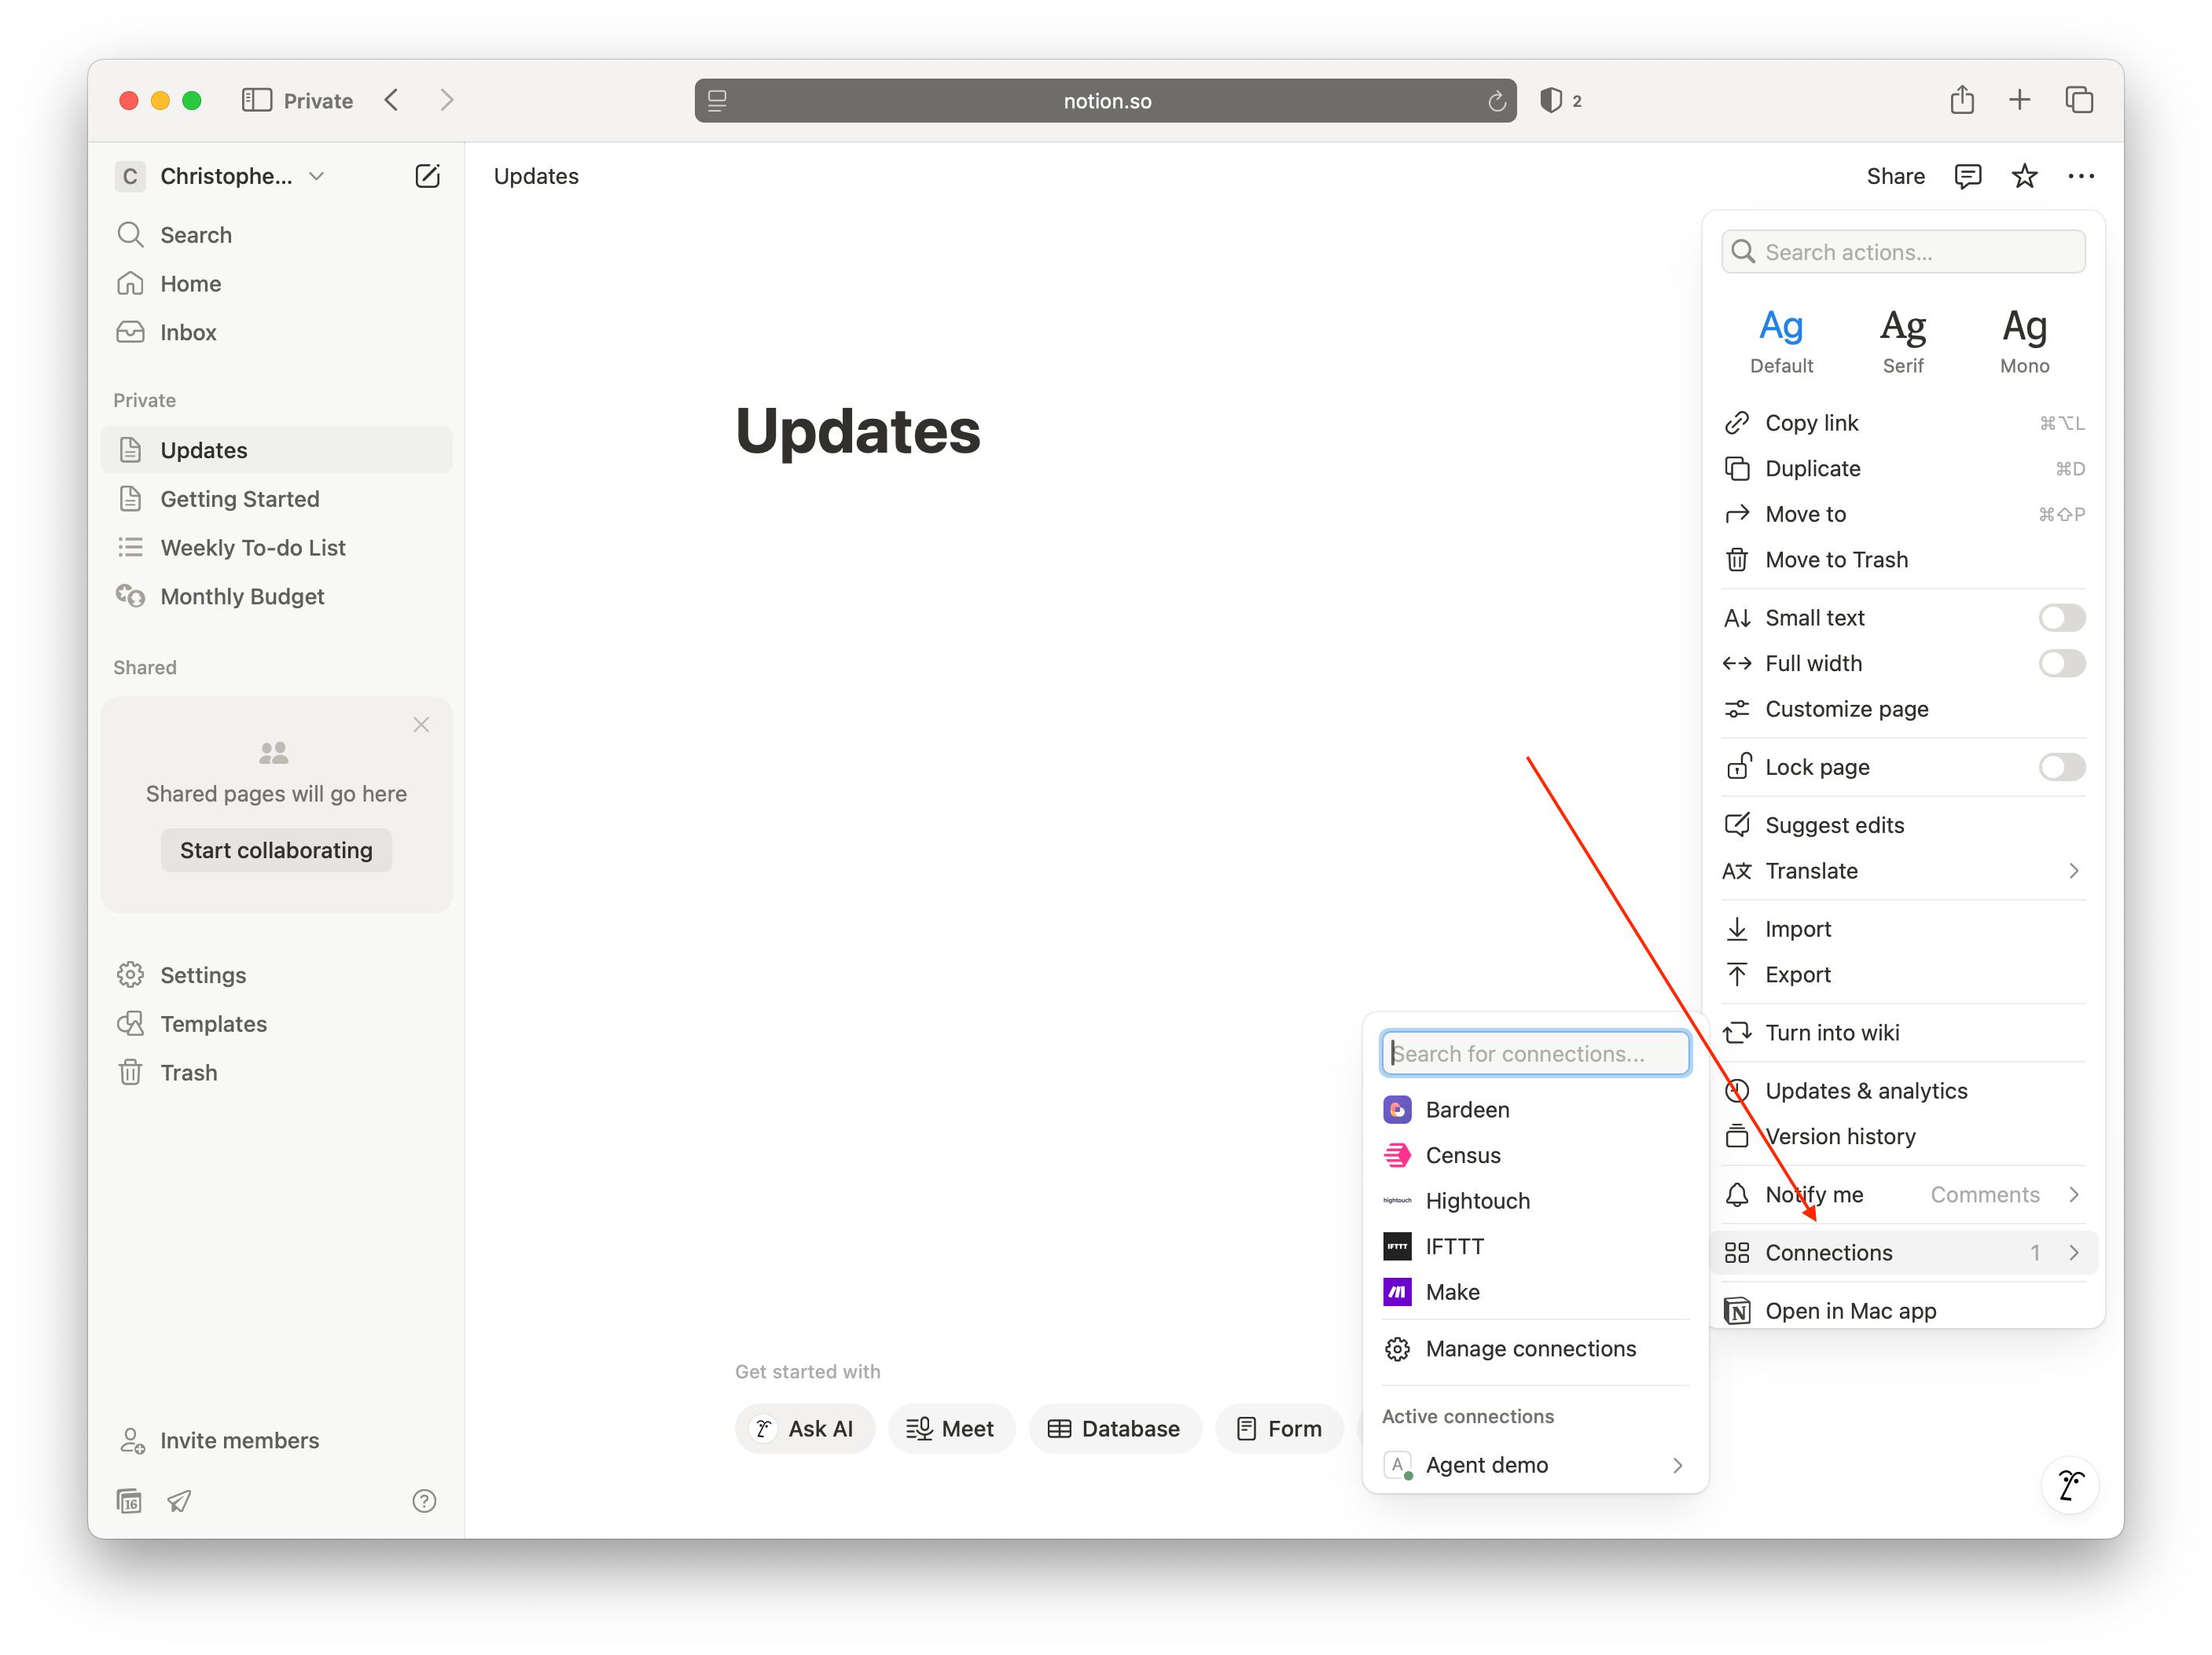 Private
notion.so
2
C Christophe...
Search
Home
Inbox
Private
Updates
Getting Started
Weekly To-do List
Monthly Budget
Shared
Shared pages will go here
Start collaborating
Settings
Templates
Trash
Invite members
16
?
Updates
Share
Updates
Get started with
Ask AI
Meet
Database
Form
Search actions...
Ag Ag Ag
Default Serif Mono
Copy link ⌘⌥L
Duplicate ⌘D
Move to ⌘⇧P
Move to Trash
Small text
Full width
Customize page
Lock page
Suggest edits
A文 Translate
Import
Export
Turn into wiki
Updates & analytics
Version history
Notify me Comments
Connections 1
Open in Mac app
Search for connections...
Bardeen
Census
hightouch Hightouch
IFTTT IFTTT
Make
Manage connections
Active connections
A Agent demo